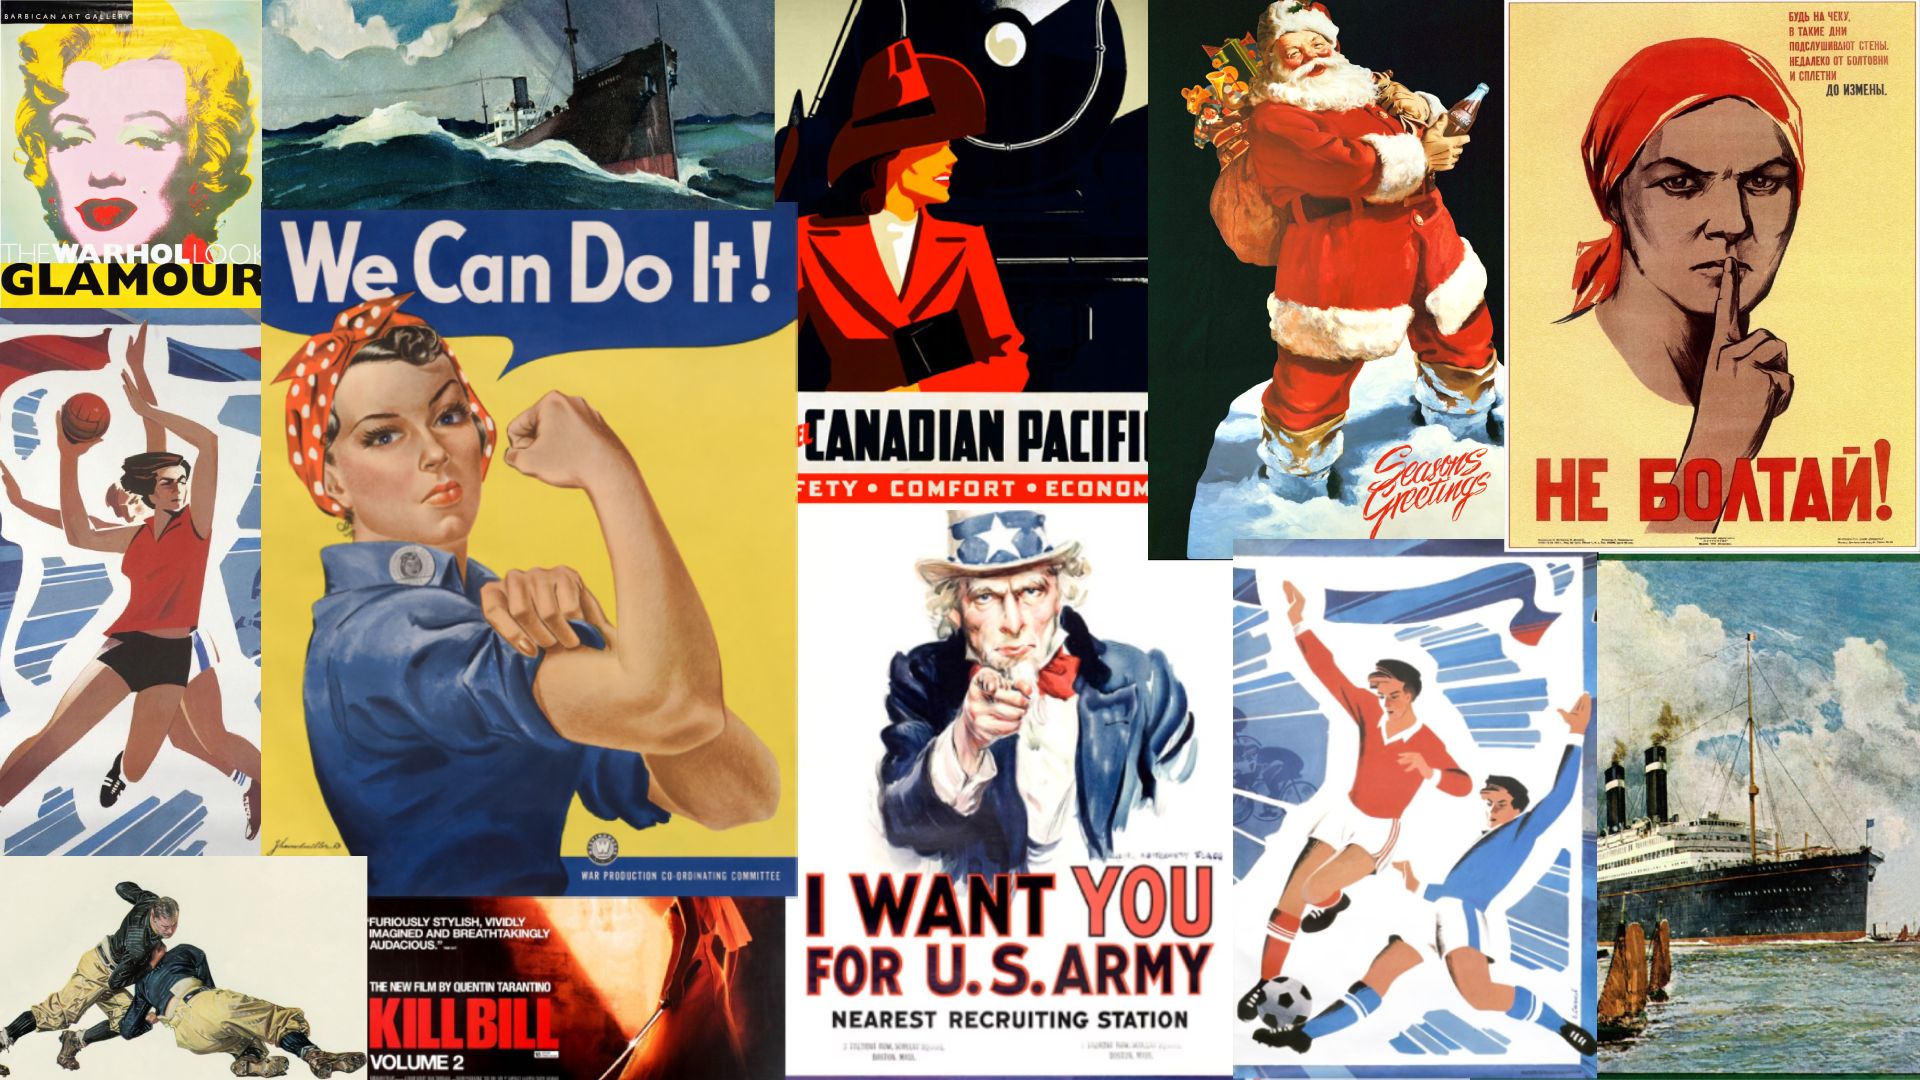 BARBICAN ART GALLERY
THE WARHOL LOOK
GLAMOUR
We Can Do It!
WAR PRODUCTION CO-ORDINATING COMMITTEE
CANADIAN PACIFI
FETY • COMFORT • ECONOM
Seasons
Greetings
БУДЬ НА ЧЕКУ,
В ТАКИЕ ДНИ
ПОДСЛУШИВАЮТ СТЕНЫ.
НЕДАЛЕКО ОТ БОЛТОВНИ
И СПЛЕТНИ
ДО ИЗМЕНЫ.
НЕ БОЛТАЙ!
I WANT YOU
FOR U.S. ARMY
NEAREST RECRUITING STATION
"FURIOUSLY STYLISH, VIVIDLY
IMAGINED AND BREATHTAKINGLY
AUDACIOUS."
THE NEW FILM BY QUENTIN TARANTINO
KILL BILL
VOLUME 2